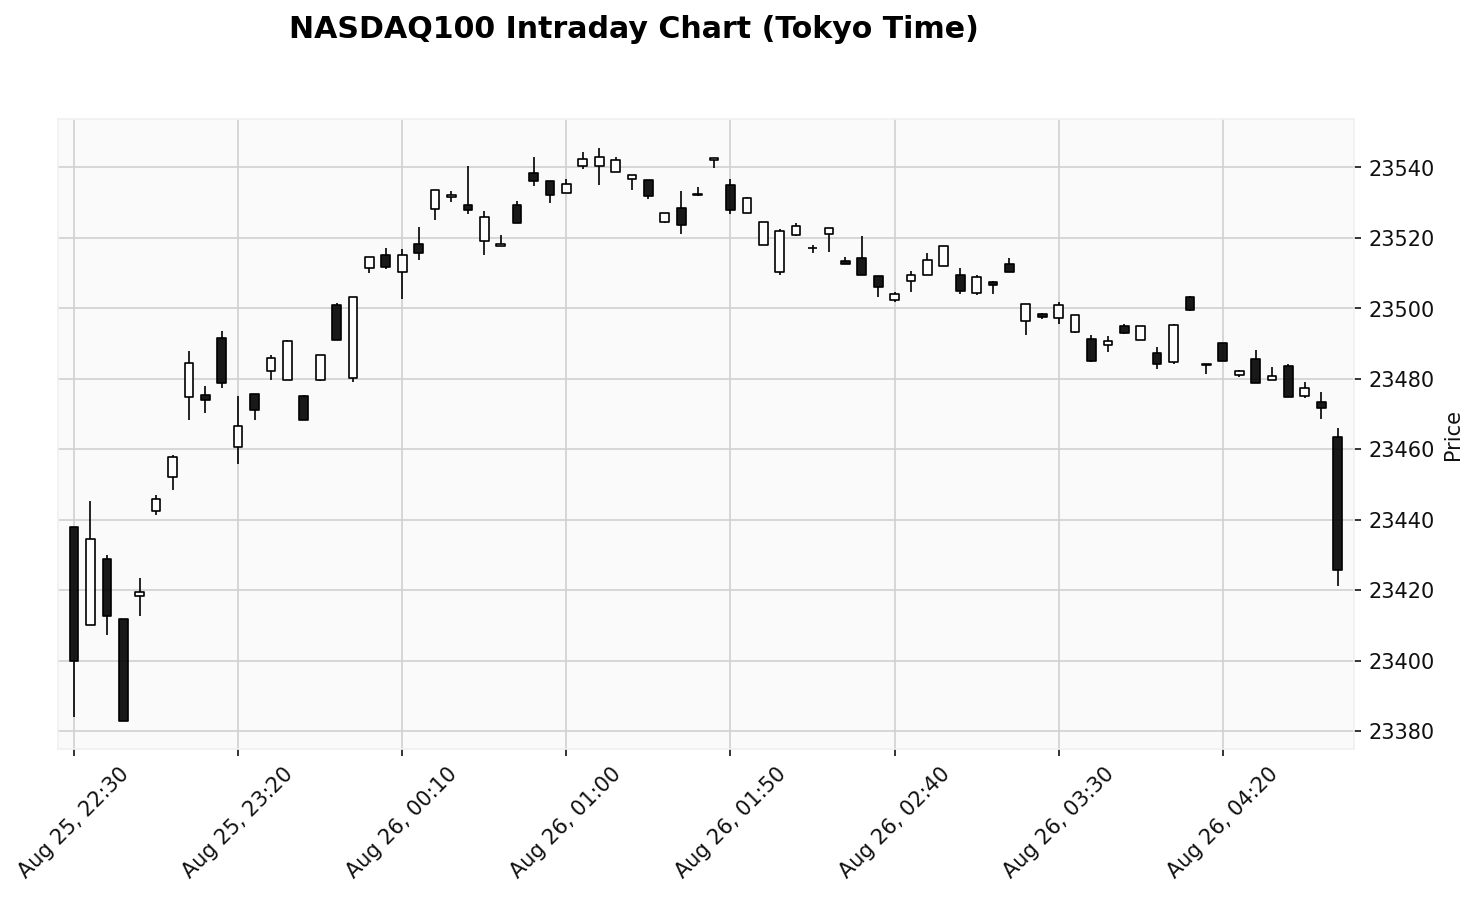 NASDAQ100 Intraday Chart (Tokyo Time)
23540
23520
23500
23480
23460
23440
23420
23400
23380
Price
Aug 25, 22:30
Aug 25, 23:20
Aug 26, 00:10
Aug 26, 01:00
Aug 26, 01:50
Aug 26, 02:40
Aug 26, 03:30
Aug 26, 04:20